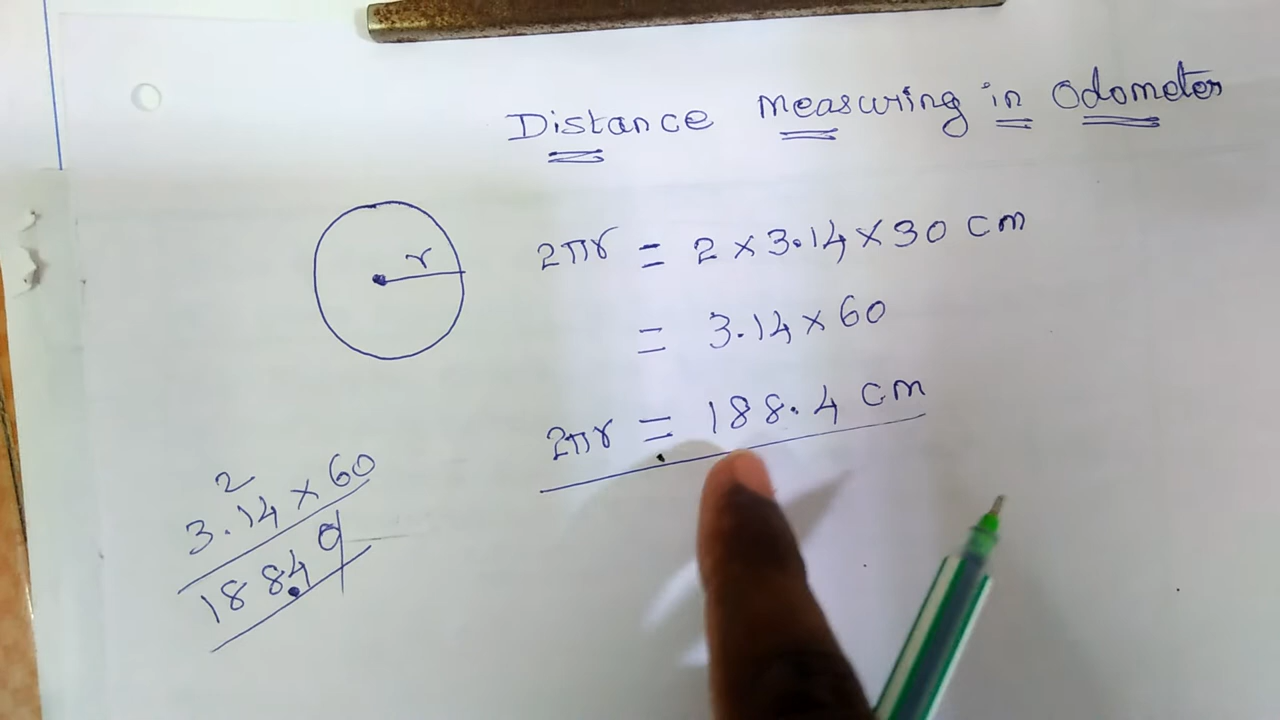 Distance measuring in Odometer
r
2πr = 2 × 3.14 × 30 cm
= 3.14 × 60
2πr = 188.4 cm
2
3.14 × 60
188.40